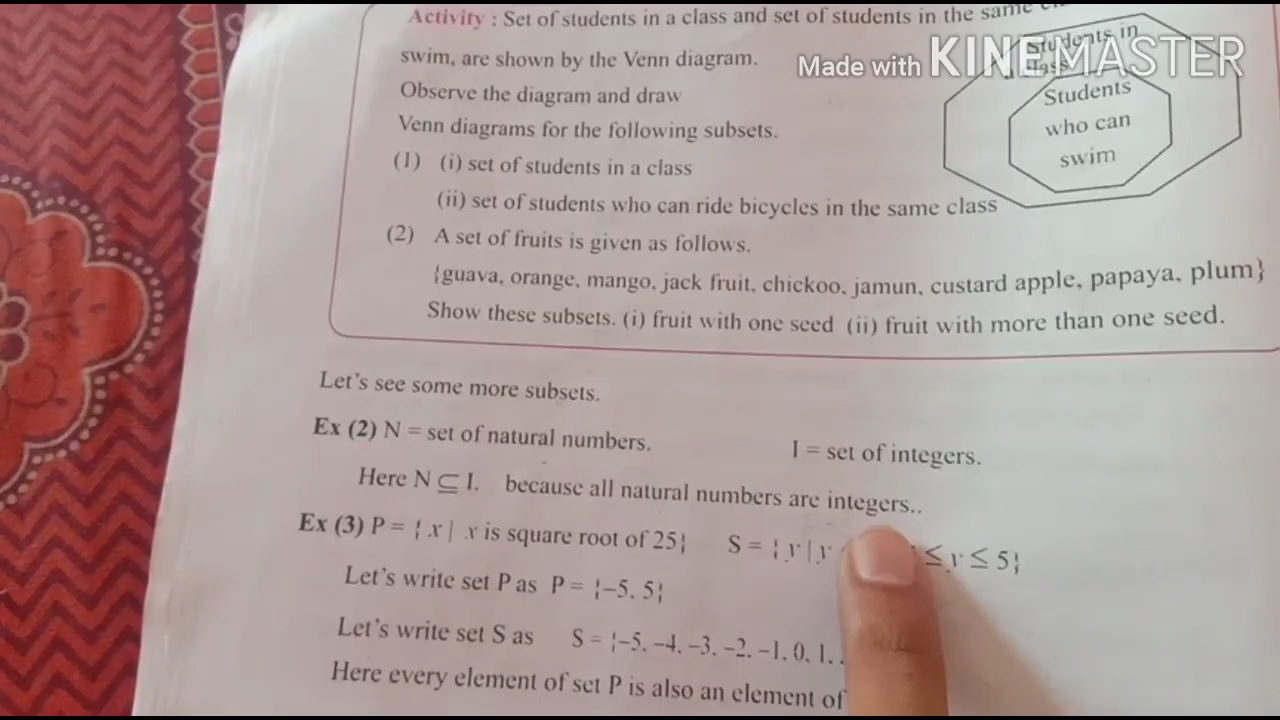 Activity : Set of students in a class and set of students in the same
swim, are shown by the Venn diagram.
Made with KINEMASTER
Students in
Observe the diagram and draw
Students
who can
swim
Venn diagrams for the following subsets.
(1) (i) set of students in a class
(ii) set of students who can ride bicycles in the same class
(2) A set of fruits is given as follows.
{guava, orange, mango, jack fruit, chickoo, jamun, custard apple, papaya, plum}
Show these subsets. (i) fruit with one seed (ii) fruit with more than one seed.
Let's see some more subsets.
Ex (2) N = set of natural numbers. I = set of integers.
Here N ⊆ I. because all natural numbers are integers..
Ex (3) P = { x | x is square root of 25} S = { y | y ≤ y ≤ 5}
Let's write set P as P = {–5, 5}
Let's write set S as S = {–5, –4, –3, –2, –1, 0, 1, .
Here every element of set P is also an element of